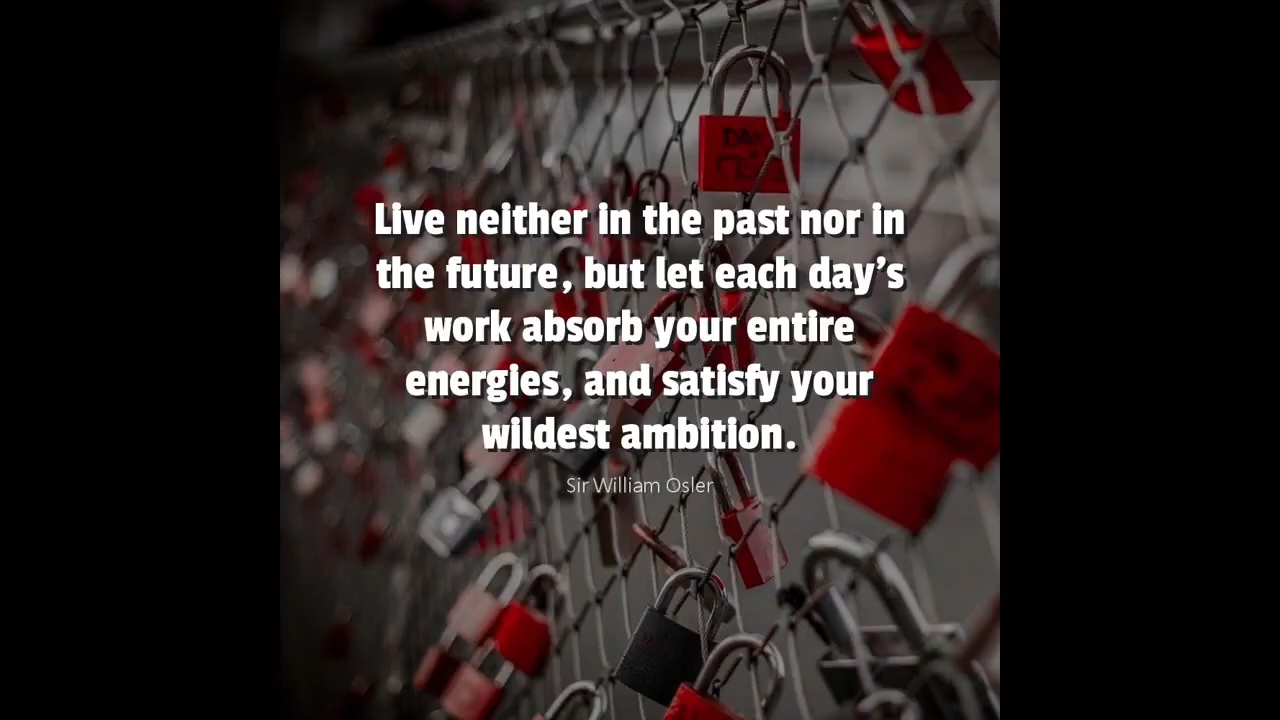 Live neither in the past nor in
the future, but let each day’s
work absorb your entire
energies, and satisfy your
wildest ambition.
Sir William Osler